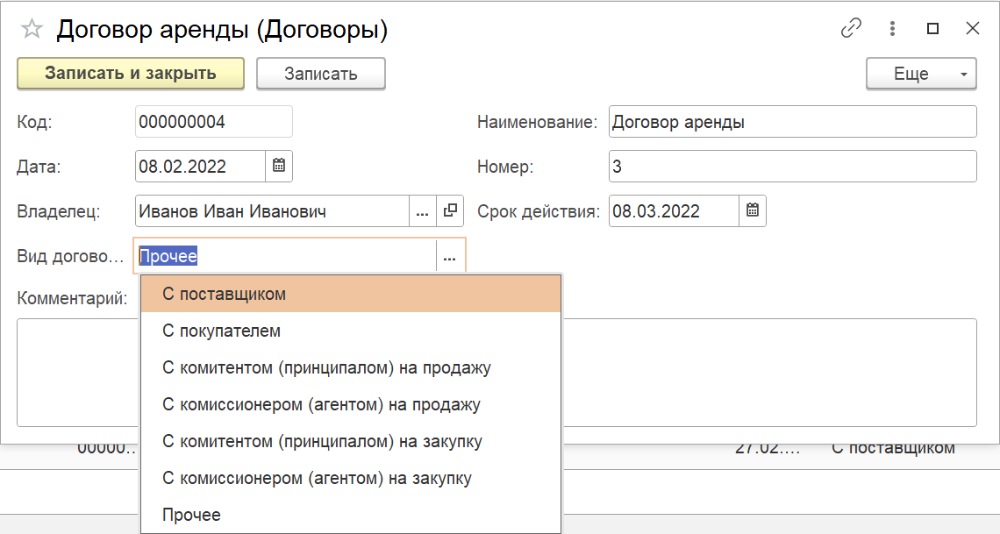 Договор аренды (Договоры)
Записать и закрыть
Записать
Еще
Код:
000000004
Наименование:
Договор аренды
Дата:
08.02.2022
Номер:
3
Владелец:
Иванов Иван Иванович
...
Срок действия:
08.03.2022
Вид догово...
Прочее
...
Комментарий:
С поставщиком
С покупателем
С комитентом (принципалом) на продажу
С комиссионером (агентом) на продажу
С комитентом (принципалом) на закупку
С комиссионером (агентом) на закупку
Прочее
00000...
27.02....
С поставщиком